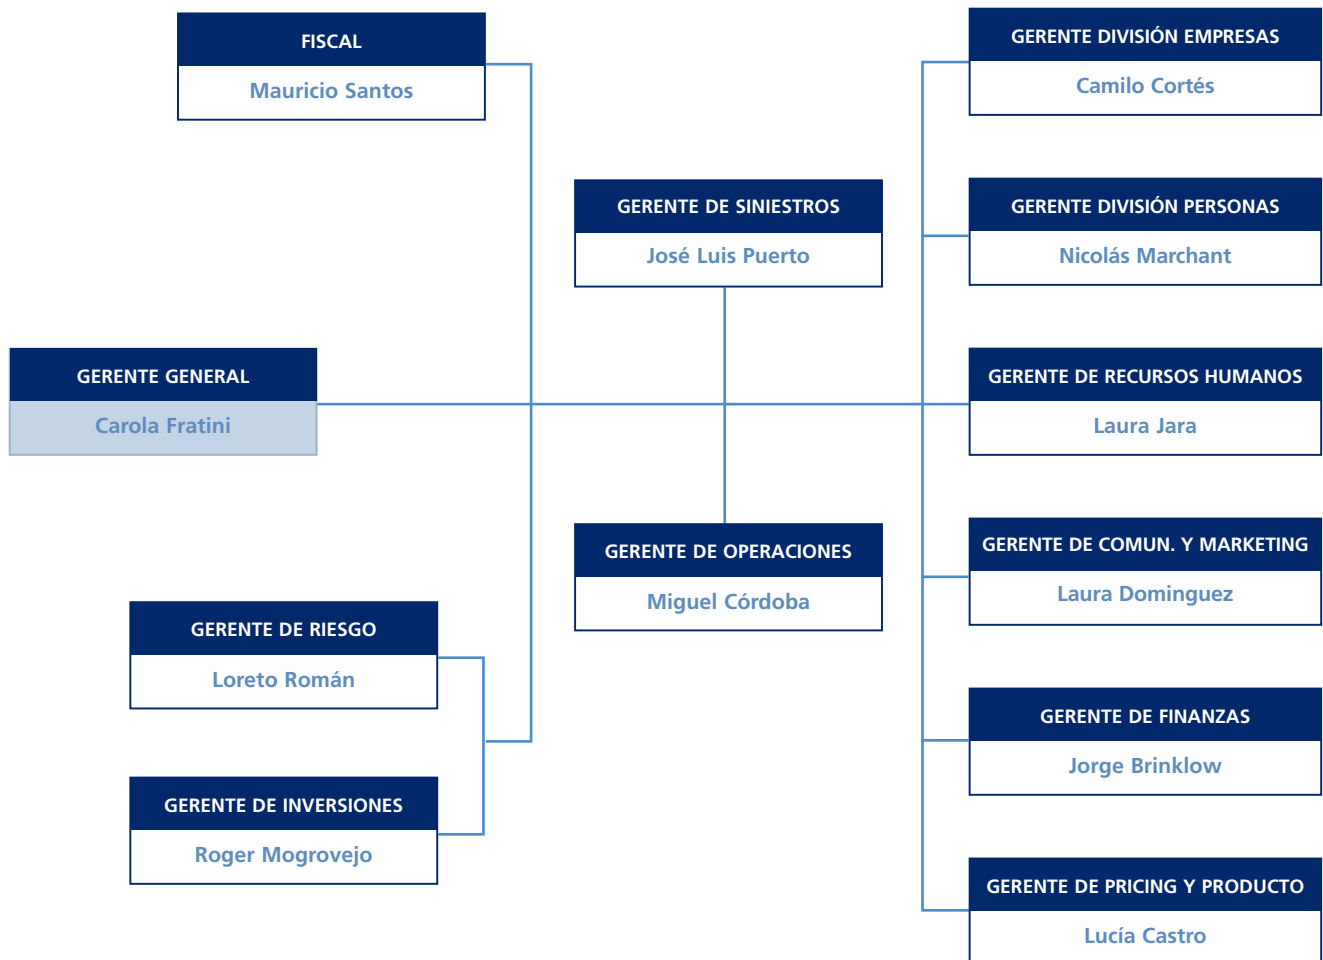 FISCAL
Mauricio Santos
GERENTE GENERAL
Carola Fratini
GERENTE DE RIESGO
Loreto Román
GERENTE DE INVERSIONES
Roger Mogrovejo
GERENTE DE SINIESTROS
José Luis Puerto
GERENTE DE OPERACIONES
Miguel Córdoba
GERENTE DIVISIÓN EMPRESAS
Camilo Cortés
GERENTE DIVISIÓN PERSONAS
Nicolás Marchant
GERENTE DE RECURSOS HUMANOS
Laura Jara
GERENTE DE COMUN. Y MARKETING
Laura Dominguez
GERENTE DE FINANZAS
Jorge Brinklow
GERENTE DE PRICING Y PRODUCTO
Lucía Castro